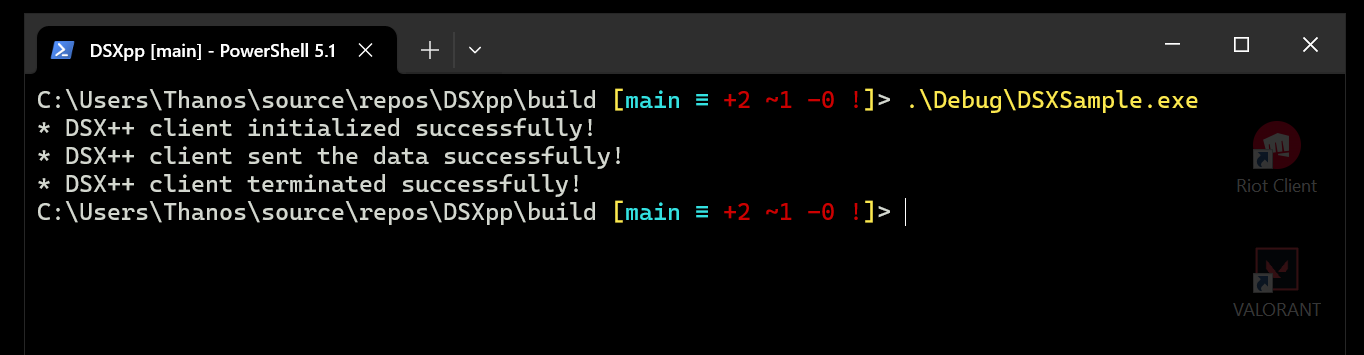 DSXpp [main] - PowerShell 5.1
C:\Users\Thanos\source\repos\DSXpp\build [main ≡ +2 ~1 -0 !]> .\Debug\DSXSample.exe
* DSX++ client initialized successfully!
* DSX++ client sent the data successfully!
* DSX++ client terminated successfully!
C:\Users\Thanos\source\repos\DSXpp\build [main ≡ +2 ~1 -0 !]>
Riot Client
VALORANT